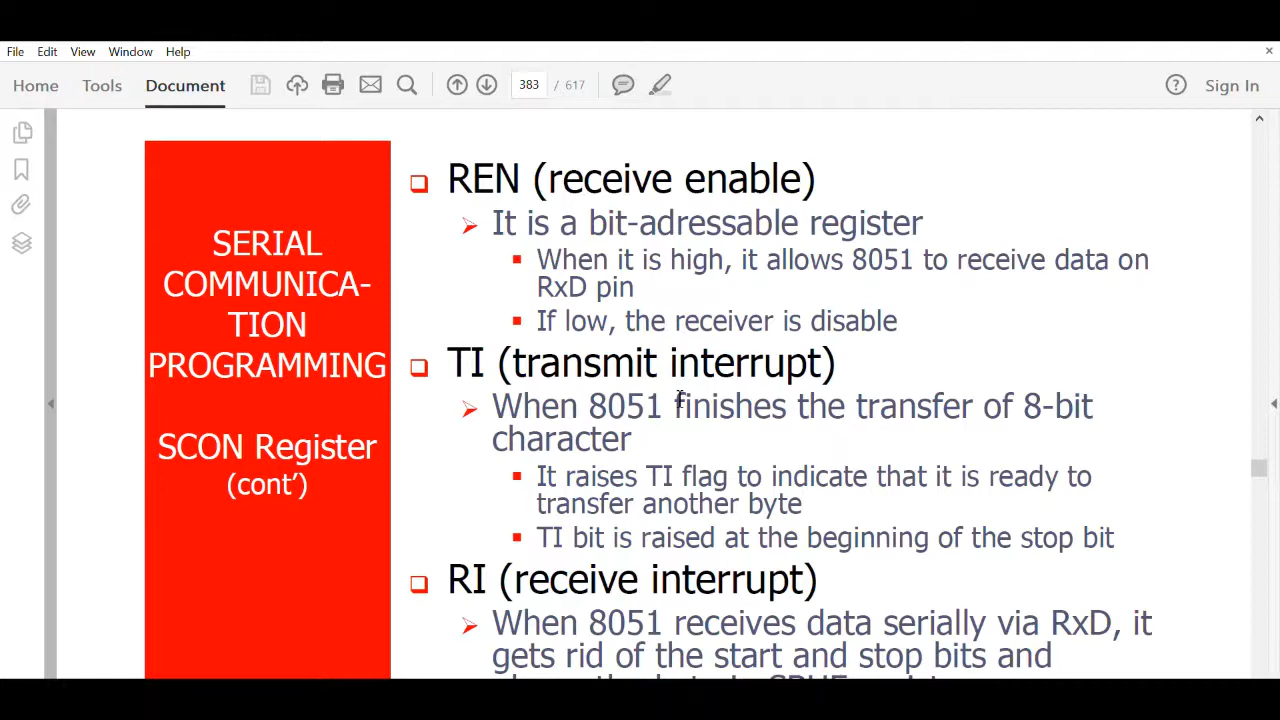 File Edit View Window Help
Home Tools Document 383 / 617 Sign In
SERIAL
COMMUNICA-
TION
PROGRAMMING
SCON Register
(cont’)
REN (receive enable)
It is a bit-adressable register
When it is high, it allows 8051 to receive data on
RxD pin
If low, the receiver is disable
TI (transmit interrupt)
When 8051 finishes the transfer of 8-bit
character
It raises TI flag to indicate that it is ready to
transfer another byte
TI bit is raised at the beginning of the stop bit
RI (receive interrupt)
When 8051 receives data serially via RxD, it
gets rid of the start and stop bits and